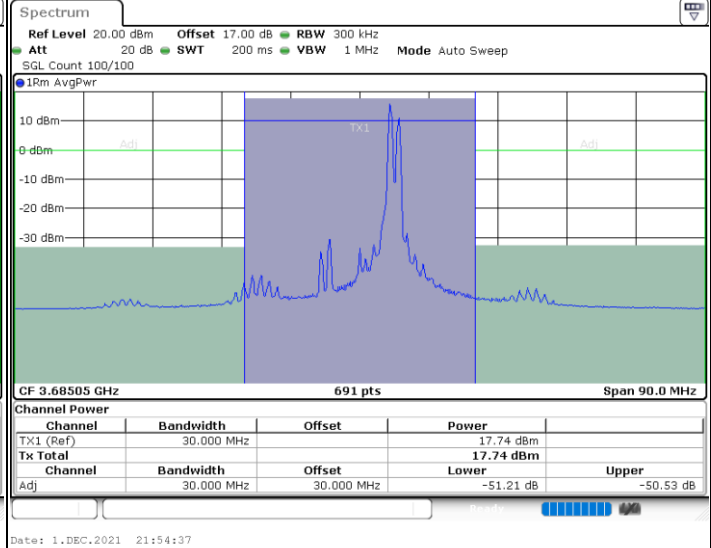 Spectrum
Ref Level 20.00 dBm Offset 17.00 dB RBW 300 kHz
Att 20 dB SWT 200 ms VBW 1 MHz Mode Auto Sweep
SGL Count 100/100
1Rm AvgPwr
10 dBm
TX1
Adj Adj
0 dBm
-10 dBm
-20 dBm
-30 dBm
CF 3.68505 GHz 691 pts Span 90.0 MHz
Channel Power
Channel Bandwidth Offset Power
TX1 (Ref) 30.000 MHz 17.74 dBm
Tx Total 17.74 dBm
Channel Bandwidth Offset Lower Upper
Adj 30.000 MHz 30.000 MHz -51.21 dB -50.53 dB
Ready
Date: 1.DEC.2021 21:54:37